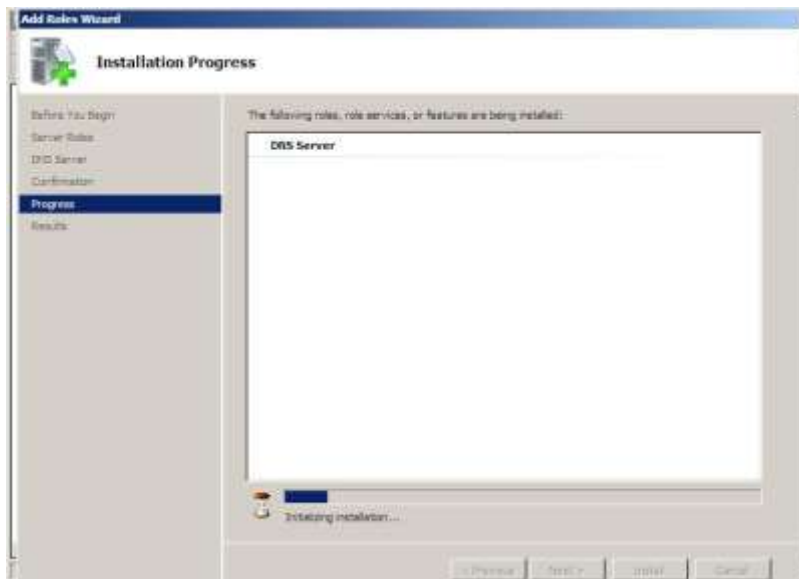 Add Roles Wizard
Installation Progress
Before You Begin
Server Roles
DNS Server
Confirmation
Progress
Results
The following roles, role services, or features are being installed:
DNS Server
Initializing installation...
< Previous
Next >
Install
Cancel